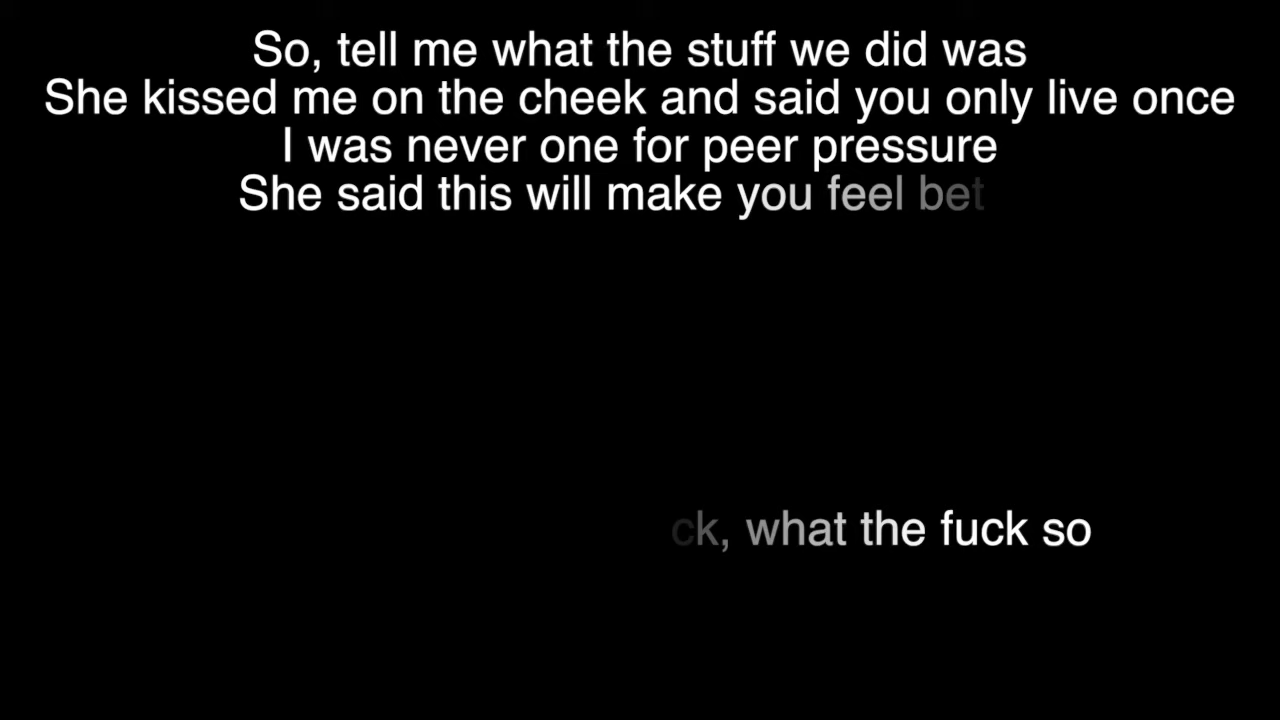 So, tell me what the stuff we did was
She kissed me on the cheek and said you only live once
I was never one for peer pressure
She said this will make you feel bet
ck, what the fuck so